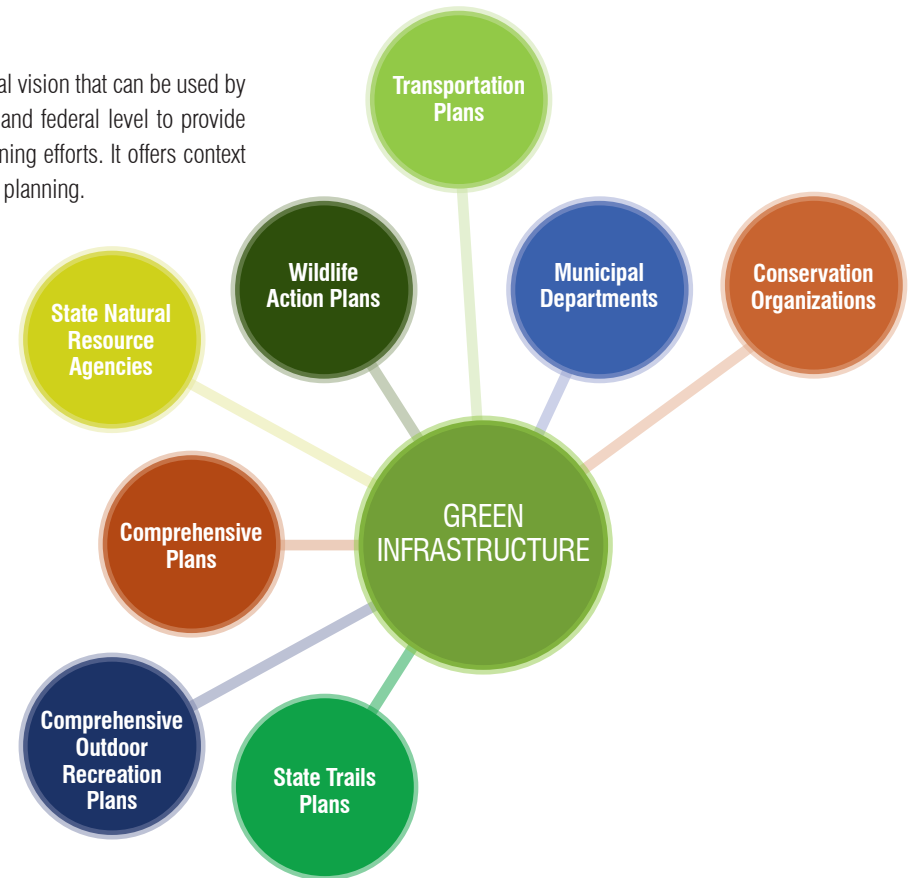 al vision that can be used by
and federal level to provide
ning efforts. It offers context
planning.
Transportation
Plans
Wildlife
Action Plans
Municipal
Departments
Conservation
Organizations
State Natural
Resource
Agencies
GREEN
INFRASTRUCTURE
Comprehensive
Plans
Comprehensive
Outdoor
Recreation
Plans
State Trails
Plans